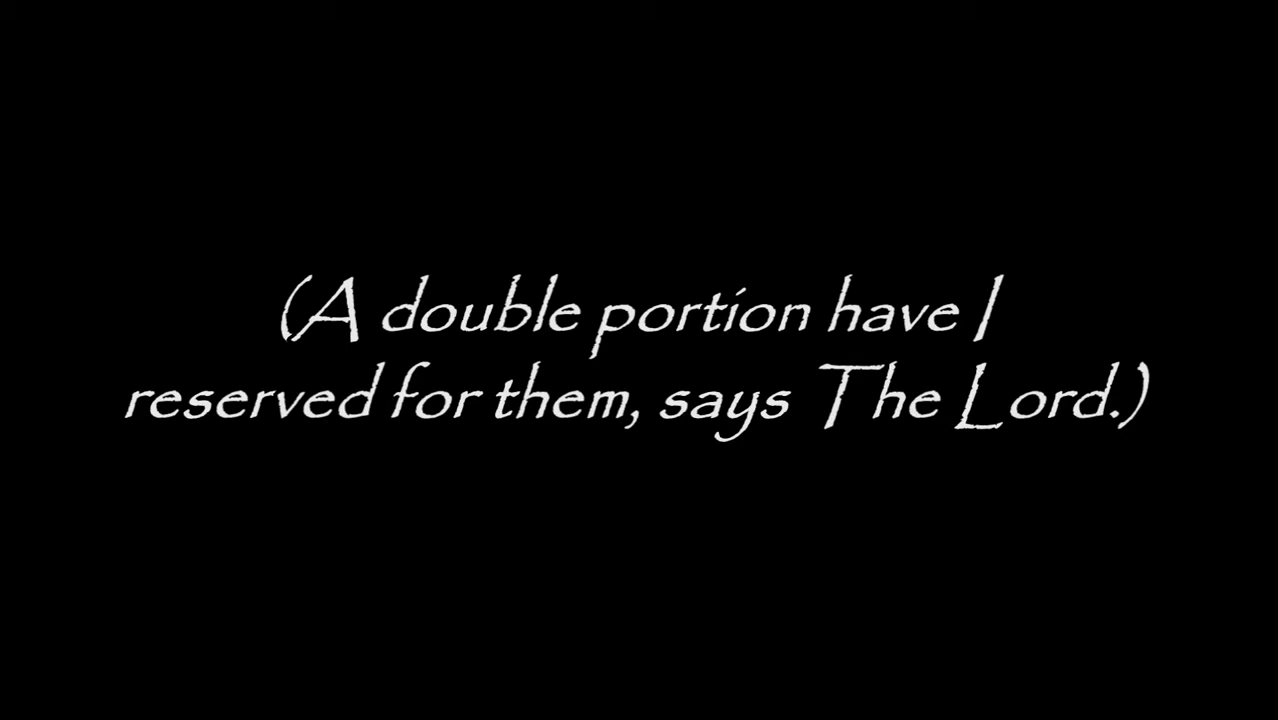 (A double portion have I
reserved for them, says The Lord.)